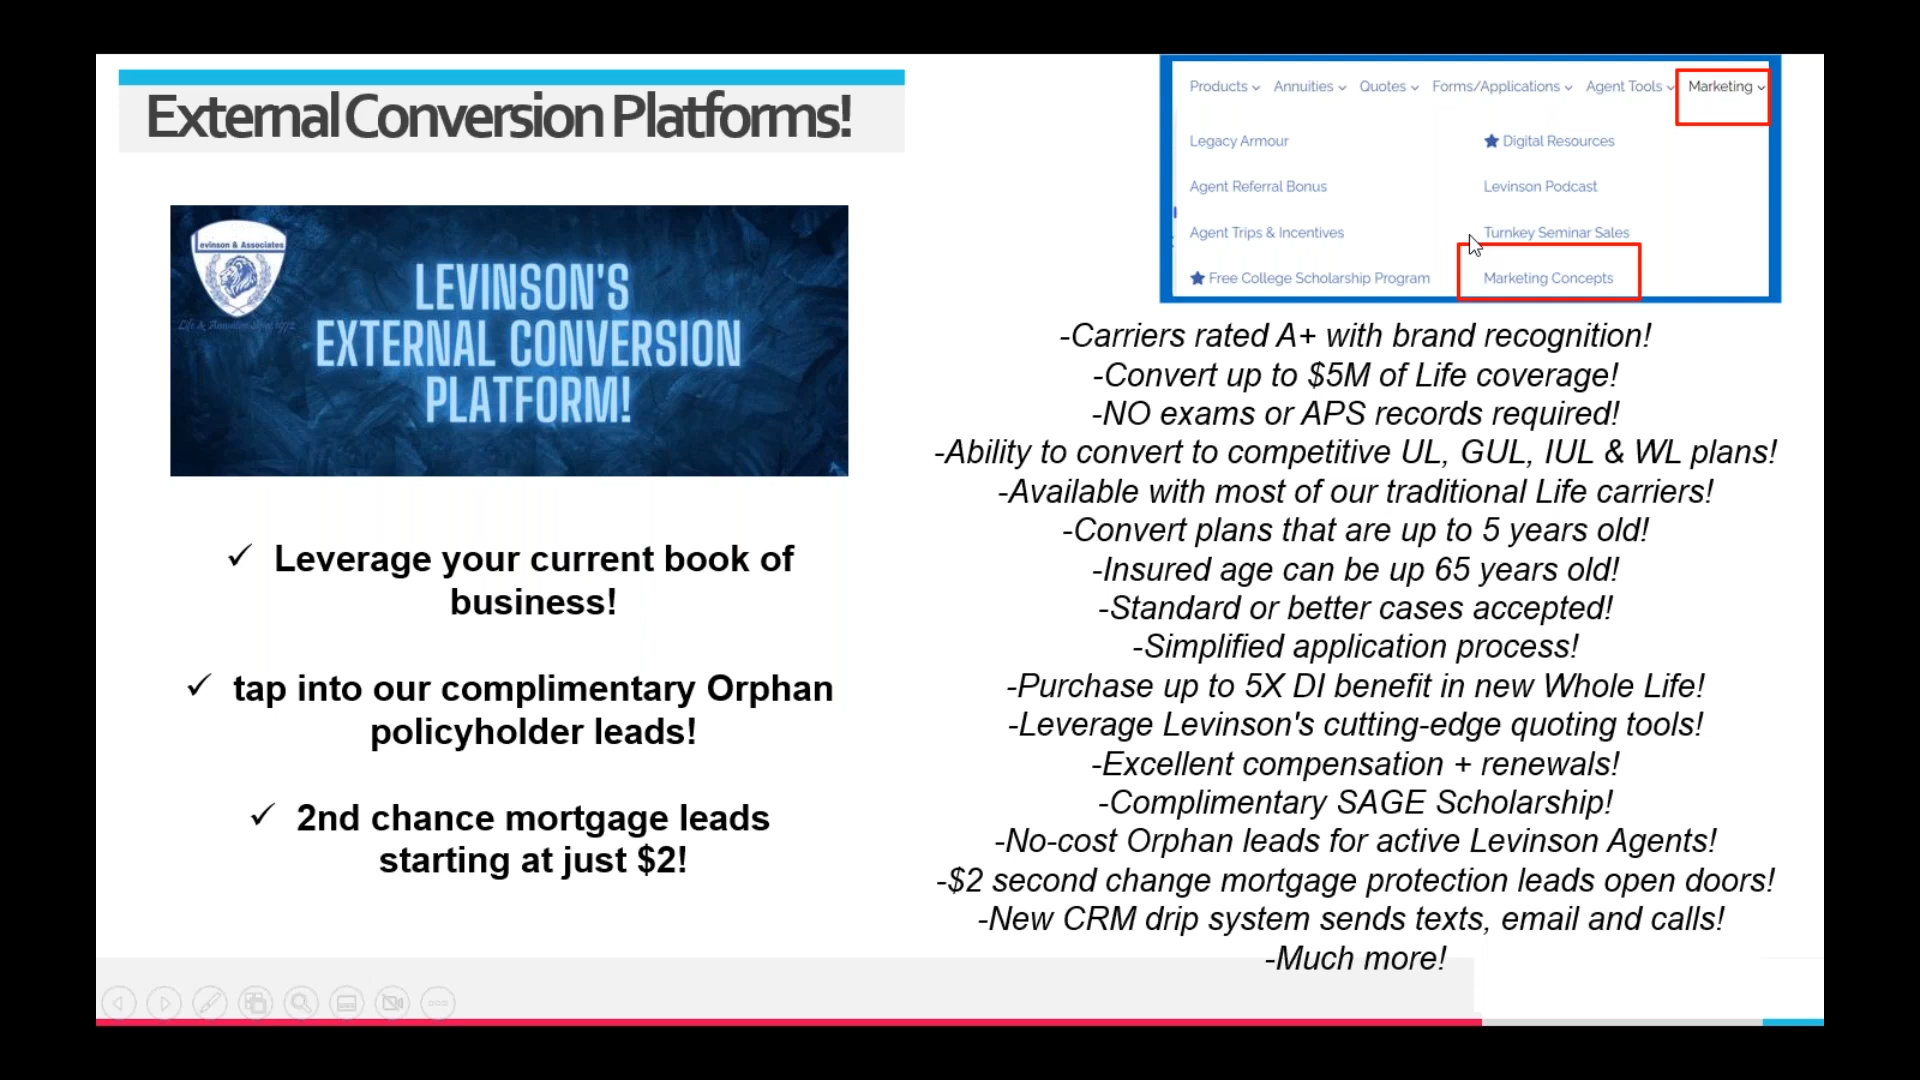 External Conversion Platforms!
Levinson & Associates
Life & Annuities Since 1972
LEVINSON'S
EXTERNAL CONVERSION
PLATFORM!
✓ Leverage your current book of
business!
✓ tap into our complimentary Orphan
policyholder leads!
✓ 2nd chance mortgage leads
starting at just $2!
Products Annuities Quotes Forms/Applications Agent Tools Marketing
Legacy Armour
★ Digital Resources
Agent Referral Bonus
Levinson Podcast
Agent Trips & Incentives
Turnkey Seminar Sales
★ Free College Scholarship Program
Marketing Concepts
-Carriers rated A+ with brand recognition!
-Convert up to $5M of Life coverage!
-NO exams or APS records required!
-Ability to convert to competitive UL, GUL, IUL & WL plans!
-Available with most of our traditional Life carriers!
-Convert plans that are up to 5 years old!
-Insured age can be up 65 years old!
-Standard or better cases accepted!
-Simplified application process!
-Purchase up to 5X DI benefit in new Whole Life!
-Leverage Levinson's cutting-edge quoting tools!
-Excellent compensation + renewals!
-Complimentary SAGE Scholarship!
-No-cost Orphan leads for active Levinson Agents!
-$2 second change mortgage protection leads open doors!
-New CRM drip system sends texts, email and calls!
-Much more!